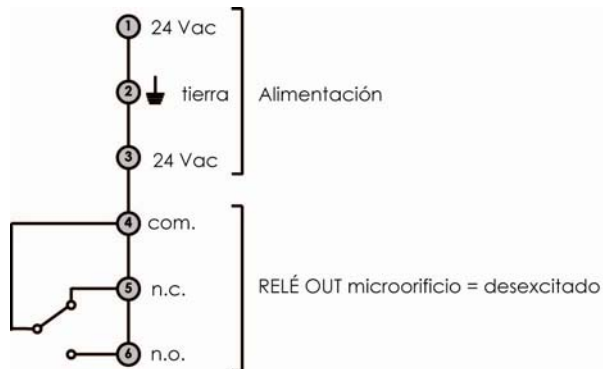 1 24 Vac
2 tierra Alimentación
3 24 Vac
4 com.
5 n.c. RELÉ OUT microorificio = desexcitado
6 n.o.